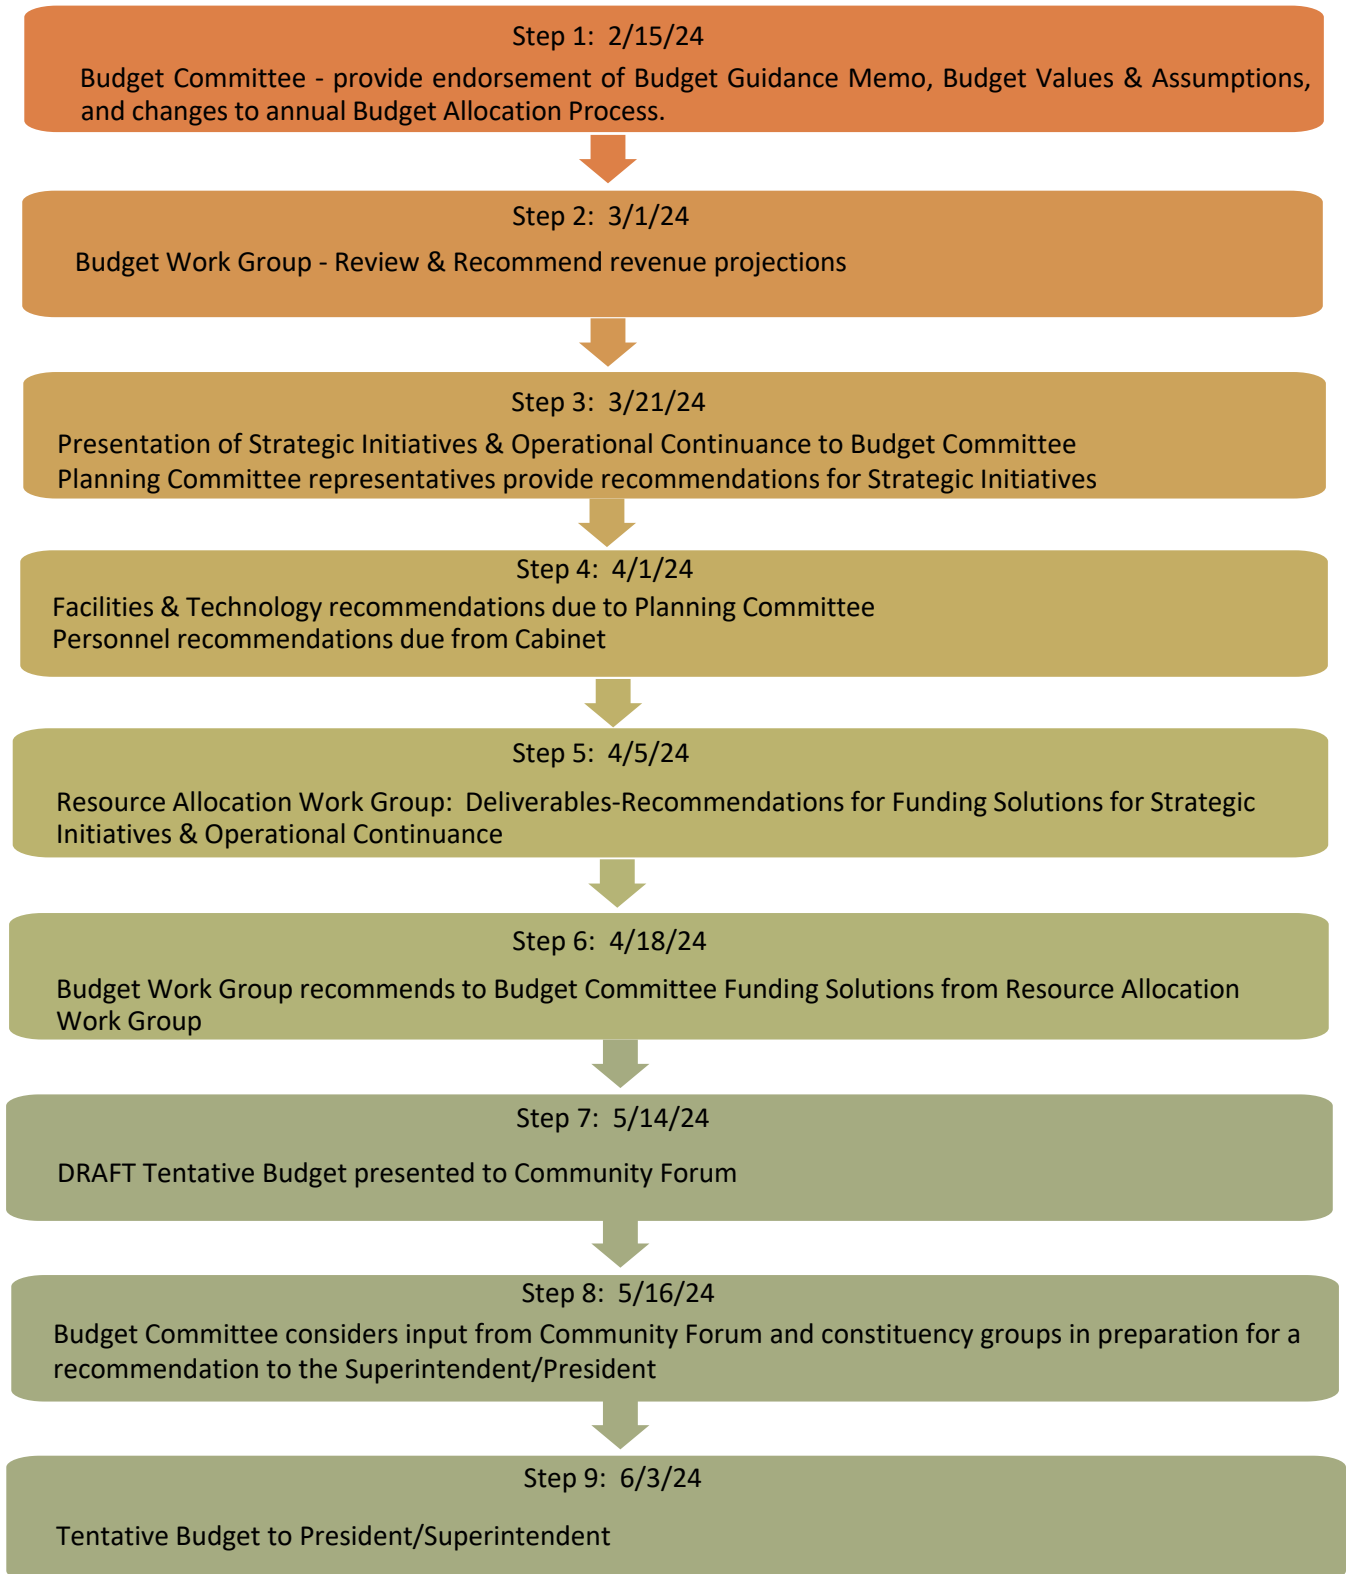 Step 1:  2/15/24
Budget Committee - provide endorsement of Budget Guidance Memo, Budget Values & Assumptions,
and changes to annual Budget Allocation Process.
Step 2:  3/1/24
Budget Work Group - Review & Recommend revenue projections
Step 3:  3/21/24
Presentation of Strategic Initiatives & Operational Continuance to Budget Committee
Planning Committee representatives provide recommendations for Strategic Initiatives
Step 4:  4/1/24
Facilities & Technology recommendations due to Planning Committee
Personnel recommendations due from Cabinet
Step 5:  4/5/24
Resource Allocation Work Group:  Deliverables-Recommendations for Funding Solutions for Strategic
Initiatives & Operational Continuance
Step 6:  4/18/24
Budget Work Group recommends to Budget Committee Funding Solutions from Resource Allocation
Work Group
Step 7:  5/14/24
DRAFT Tentative Budget presented to Community Forum
Step 8:  5/16/24
Budget Committee considers input from Community Forum and constituency groups in preparation for a
recommendation to the Superintendent/President
Step 9:  6/3/24
Tentative Budget to President/Superintendent